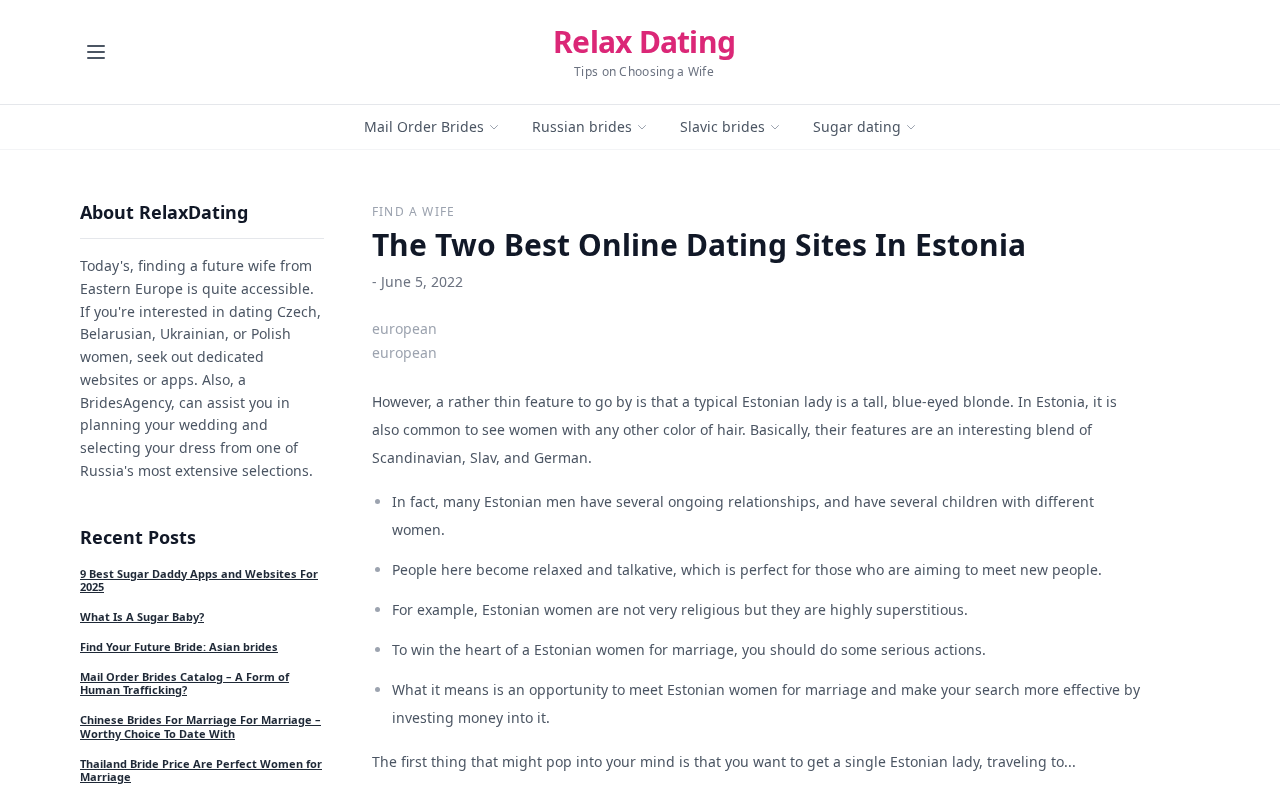 Relax Dating
Tips on Choosing a Wife
Mail Order Brides
Russian brides
Slavic brides
Sugar dating
About RelaxDating
Today's, finding a future wife from
Eastern Europe is quite accessible.
If you're interested in dating Czech,
Belarusian, Ukrainian, or Polish
women, seek out dedicated
websites or apps. Also, a
BridesAgency, can assist you in
planning your wedding and
selecting your dress from one of
Russia's most extensive selections.
Recent Posts
9 Best Sugar Daddy Apps and Websites For
2025
What Is A Sugar Baby?
Find Your Future Bride: Asian brides
Mail Order Brides Catalog – A Form of
Human Trafficking?
Chinese Brides For Marriage For Marriage –
Worthy Choice To Date With
Thailand Bride Price Are Perfect Women for
Marriage
FIND A WIFE
The Two Best Online Dating Sites In Estonia
- June 5, 2022
european
european
However, a rather thin feature to go by is that a typical Estonian lady is a tall, blue-eyed blonde. In Estonia, it is
also common to see women with any other color of hair. Basically, their features are an interesting blend of
Scandinavian, Slav, and German.
In fact, many Estonian men have several ongoing relationships, and have several children with different
women.
People here become relaxed and talkative, which is perfect for those who are aiming to meet new people.
For example, Estonian women are not very religious but they are highly superstitious.
To win the heart of a Estonian women for marriage, you should do some serious actions.
What it means is an opportunity to meet Estonian women for marriage and make your search more effective by
investing money into it.
The first thing that might pop into your mind is that you want to get a single Estonian lady, traveling to...